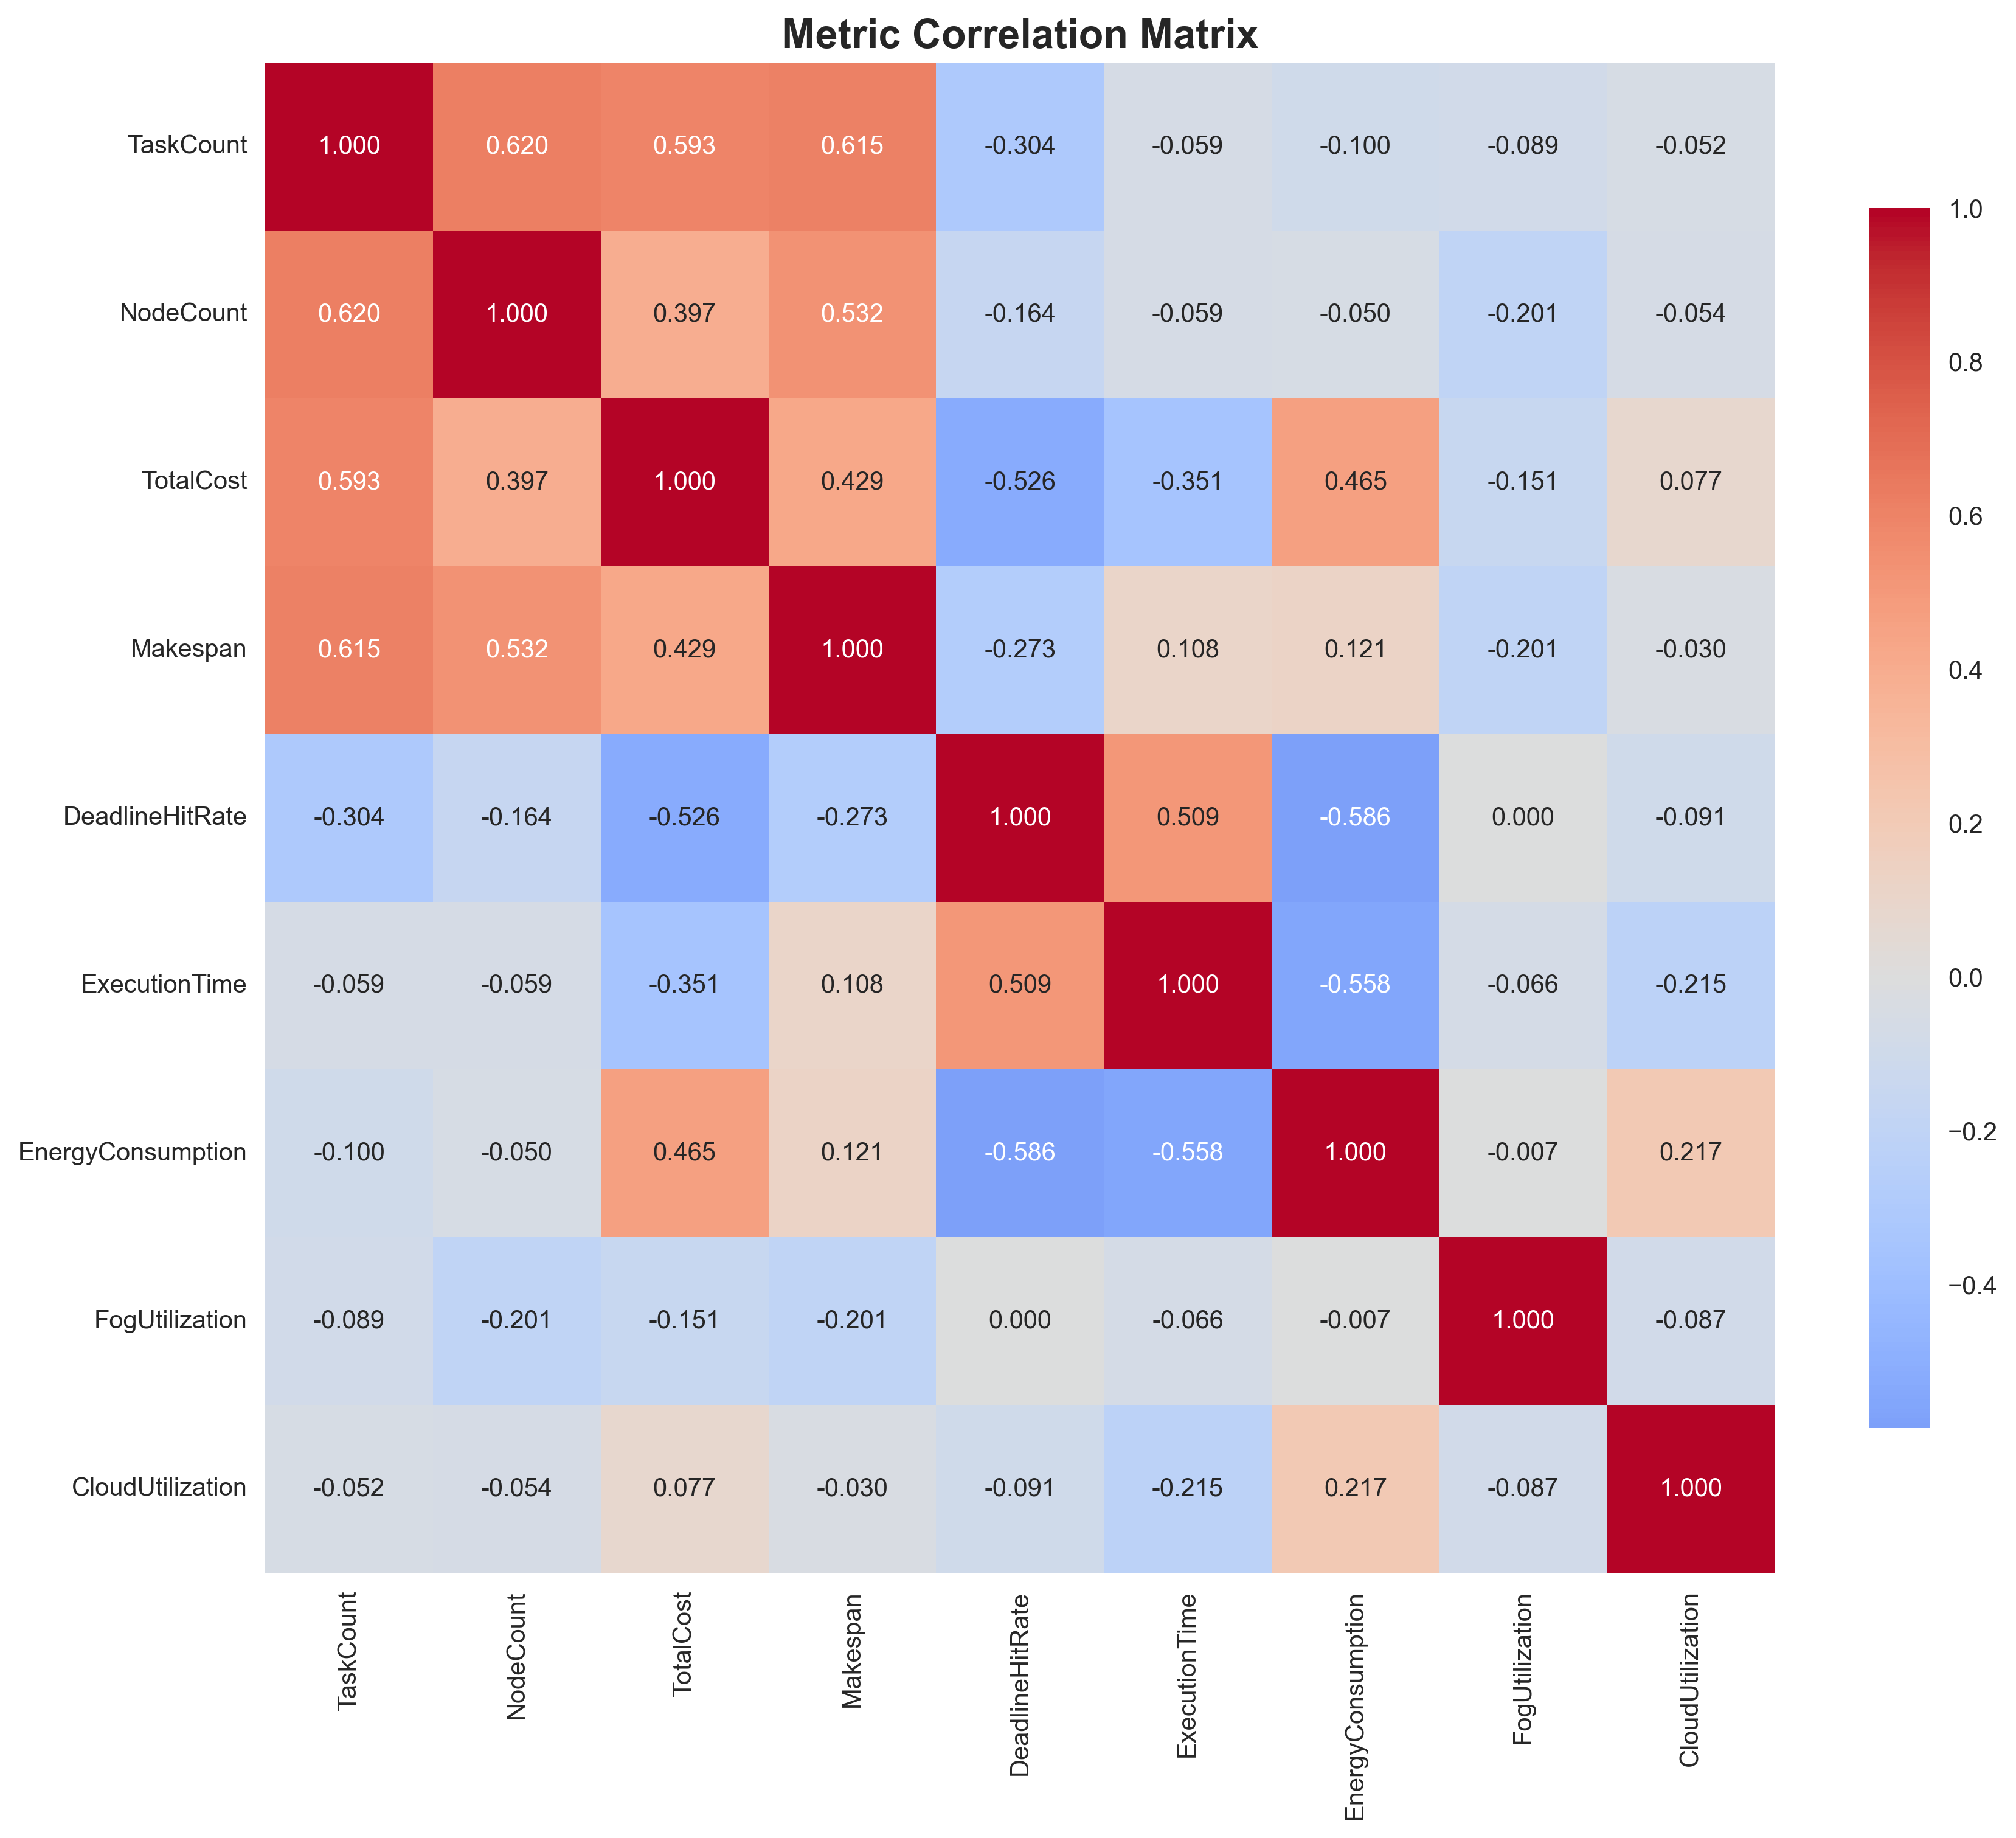 Metric Correlation Matrix
TaskCount 1.000 0.620 0.593 0.615 -0.304 -0.059 -0.100 -0.089 -0.052
NodeCount 0.620 1.000 0.397 0.532 -0.164 -0.059 -0.050 -0.201 -0.054
TotalCost 0.593 0.397 1.000 0.429 -0.526 -0.351 0.465 -0.151 0.077
Makespan 0.615 0.532 0.429 1.000 -0.273 0.108 0.121 -0.201 -0.030
DeadlineHitRate -0.304 -0.164 -0.526 -0.273 1.000 0.509 -0.586 0.000 -0.091
ExecutionTime -0.059 -0.059 -0.351 0.108 0.509 1.000 -0.558 -0.066 -0.215
EnergyConsumption -0.100 -0.050 0.465 0.121 -0.586 -0.558 1.000 -0.007 0.217
FogUtilization -0.089 -0.201 -0.151 -0.201 0.000 -0.066 -0.007 1.000 -0.087
CloudUtilization -0.052 -0.054 0.077 -0.030 -0.091 -0.215 0.217 -0.087 1.000
TaskCount
NodeCount
TotalCost
Makespan
DeadlineHitRate
ExecutionTime
EnergyConsumption
FogUtilization
CloudUtilization
1.0
0.8
0.6
0.4
0.2
0.0
−0.2
−0.4